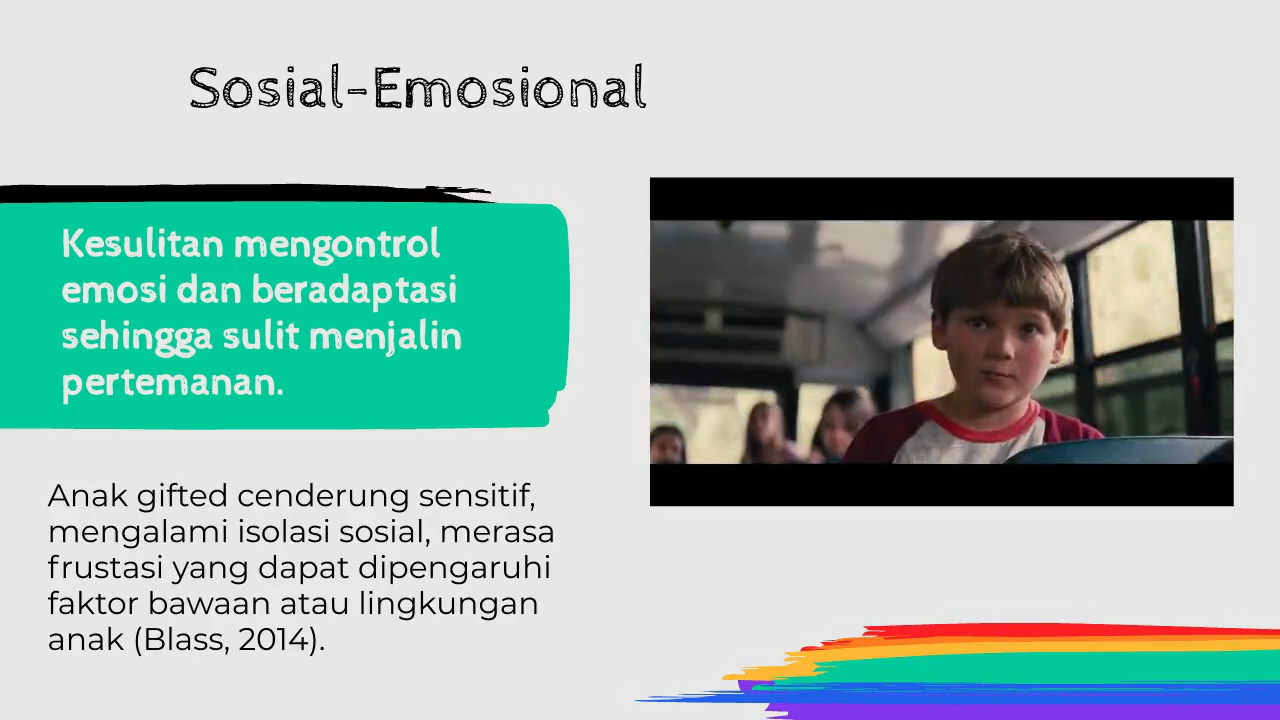 Sosial-Emosional
Kesulitan mengontrol
emosi dan beradaptasi
sehingga sulit menjalin
pertemanan.
Anak gifted cenderung sensitif,
mengalami isolasi sosial, merasa
frustasi yang dapat dipengaruhi
faktor bawaan atau lingkungan
anak (Blass, 2014).